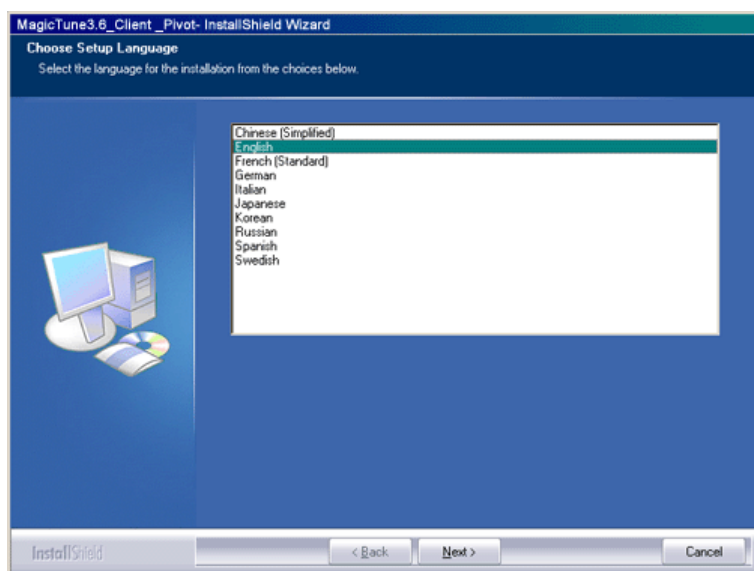 MagicTune3.6_Client _Pivot- InstallShield Wizard
Choose Setup Language
Select the language for the installation from the choices below.
Chinese (Simplified)
English
French (Standard)
German
Italian
Japanese
Korean
Russian
Spanish
Swedish
InstallShield
< Back
Next >
Cancel